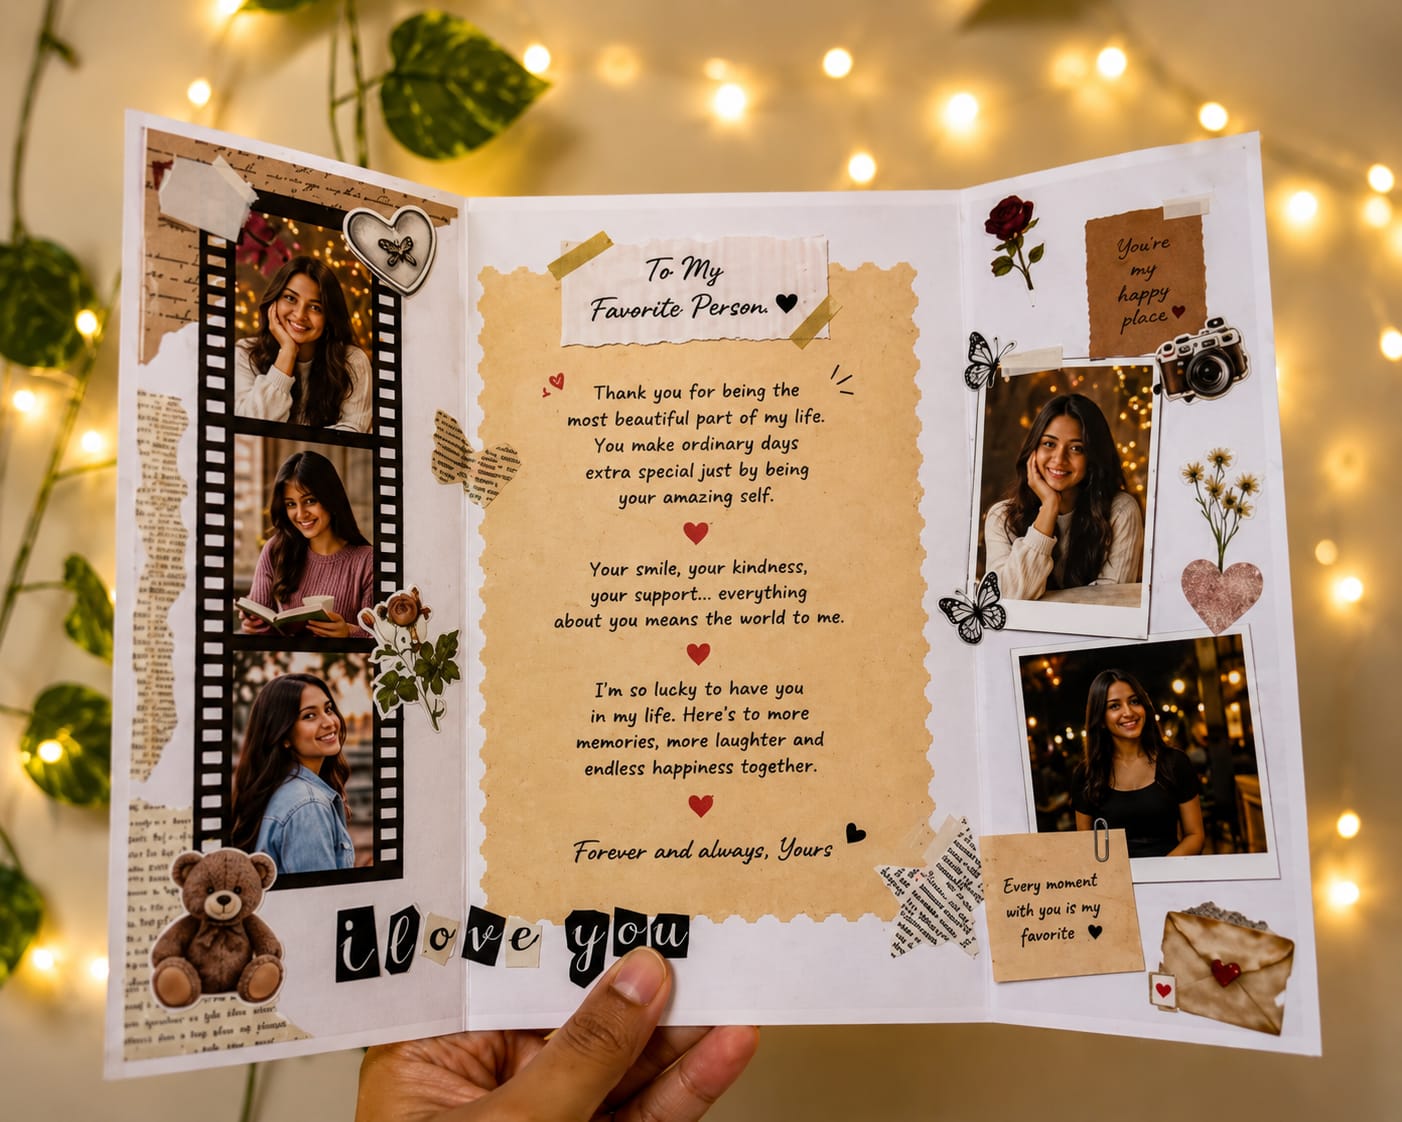 To My
Favorite Person. 🖤
Thank you for being the
most beautiful part of my life.
You make ordinary days
extra special just by being
your amazing self.
Your smile, your kindness,
your support... everything
about you means the world to me.
I'm so lucky to have you
in my life. Here's to more
memories, more laughter and
endless happiness together.
Forever and always, Yours
i love you
You're
my
happy
place
Every moment
with you is my
favorite